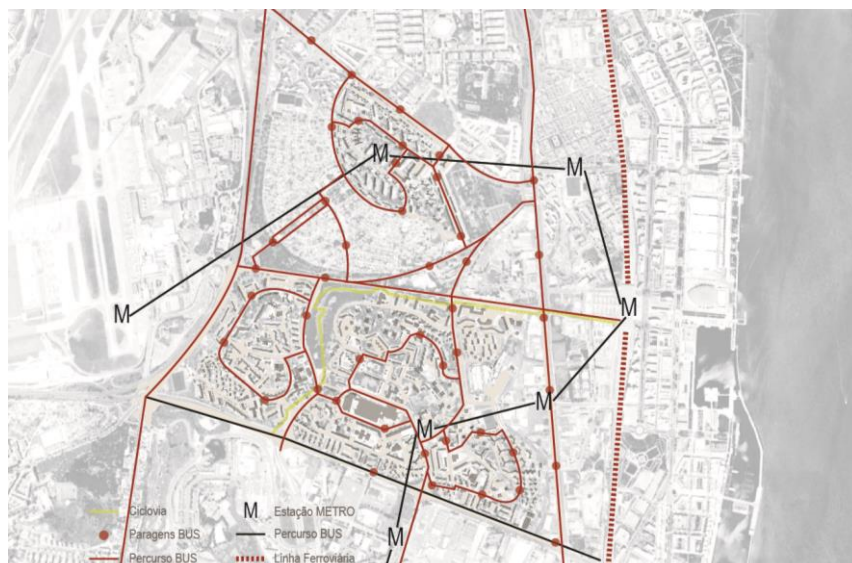 M
M
M
M
M
M
M
Ciclovia
Paragens BUS
Percurso BUS
M Estação METRO
Percurso BUS
Linha Ferroviária